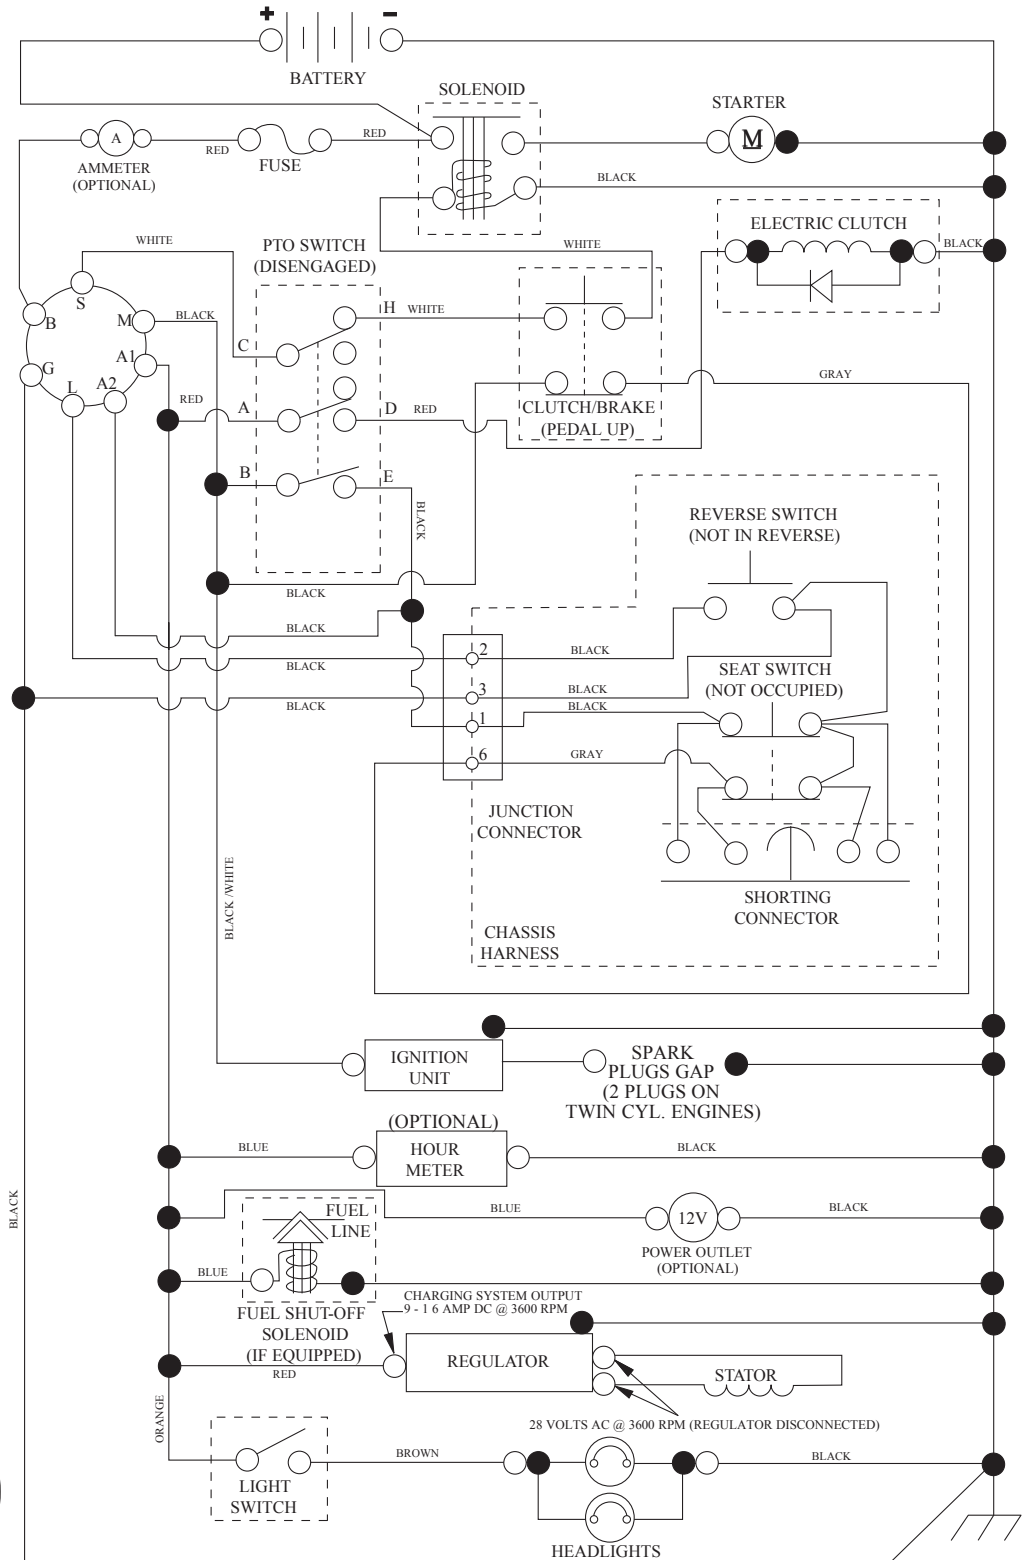 + -
BATTERY
SOLENOID
STARTER
A
RED
FUSE
RED
M
AMMETER
(OPTIONAL)
BLACK
WHITE
PTO SWITCH
(DISENGAGED)
WHITE
ELECTRIC CLUTCH
BLACK
S
B
M
BLACK
H
WHITE
C
G
A1
L
A2
RED
A
D
RED
GRAY
CLUTCH/BRAKE
(PEDAL UP)
B
E
BLACK
REVERSE SWITCH
(NOT IN REVERSE)
BLACK
BLACK
BLACK
2
BLACK
SEAT SWITCH
(NOT OCCUPIED)
3
BLACK
BLACK
BLACK
1
6
GRAY
JUNCTION
CONNECTOR
BLACK /WHITE
SHORTING
CONNECTOR
CHASSIS
HARNESS
IGNITION
UNIT
SPARK
PLUGS GAP
(2 PLUGS ON
TWIN CYL. ENGINES)
(OPTIONAL)
HOUR
METER
BLUE
BLACK
BLACK
BLUE
12V
BLACK
FUEL
LINE
POWER OUTLET
(OPTIONAL)
BLUE
CHARGING SYSTEM OUTPUT
9 - 1 6 AMP DC @ 3600 RPM
FUEL SHUT-OFF
SOLENOID
(IF EQUIPPED)
RED
REGULATOR
STATOR
ORANGE
28 VOLTS AC @ 3600 RPM (REGULATOR DISCONNECTED)
BROWN
BLACK
LIGHT
SWITCH
HEADLIGHTS